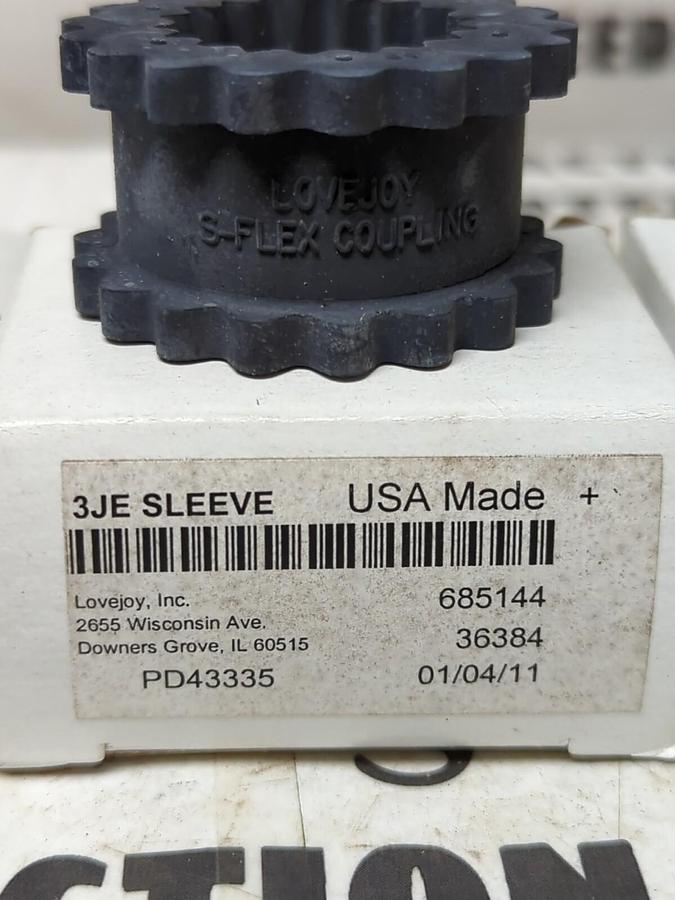 LOVEJOY
S-FLEX COUPLING
3JE SLEEVE USA Made +
Lovejoy, Inc. 685144
2655 Wisconsin Ave.
Downers Grove, IL 60515 36384
PD43335 01/04/11